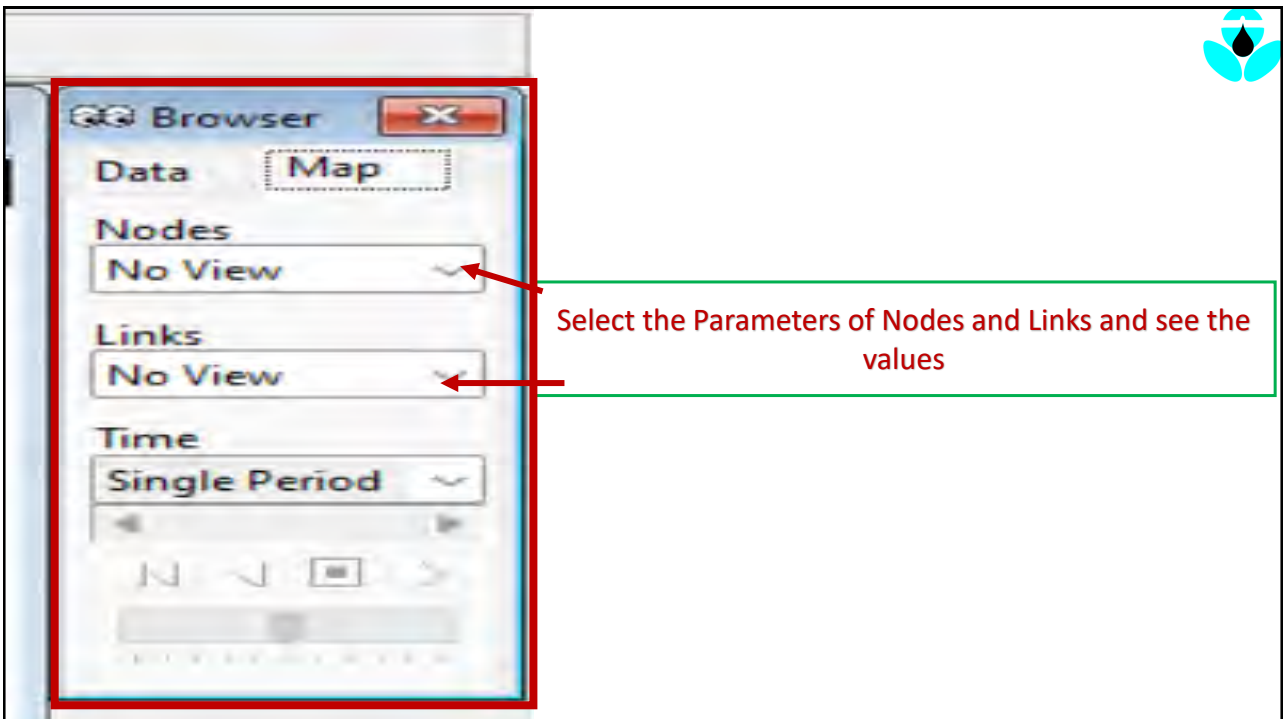 Browser
Data Map
Nodes
No View
Links
No View
Time
Single Period
Select the Parameters of Nodes and Links and see the
values